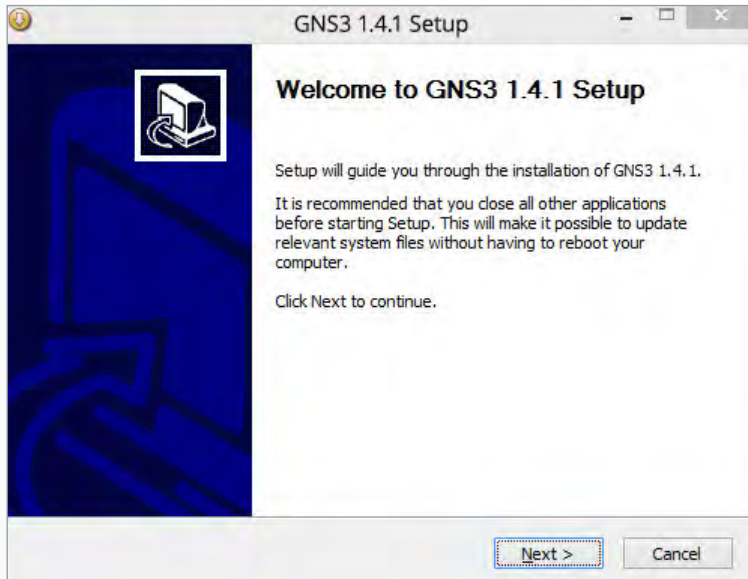 GNS3 1.4.1 Setup
Welcome to GNS3 1.4.1 Setup
Setup will guide you through the installation of GNS3 1.4.1.
It is recommended that you close all other applications
before starting Setup. This will make it possible to update
relevant system files without having to reboot your
computer.
Click Next to continue.
Next >
Cancel